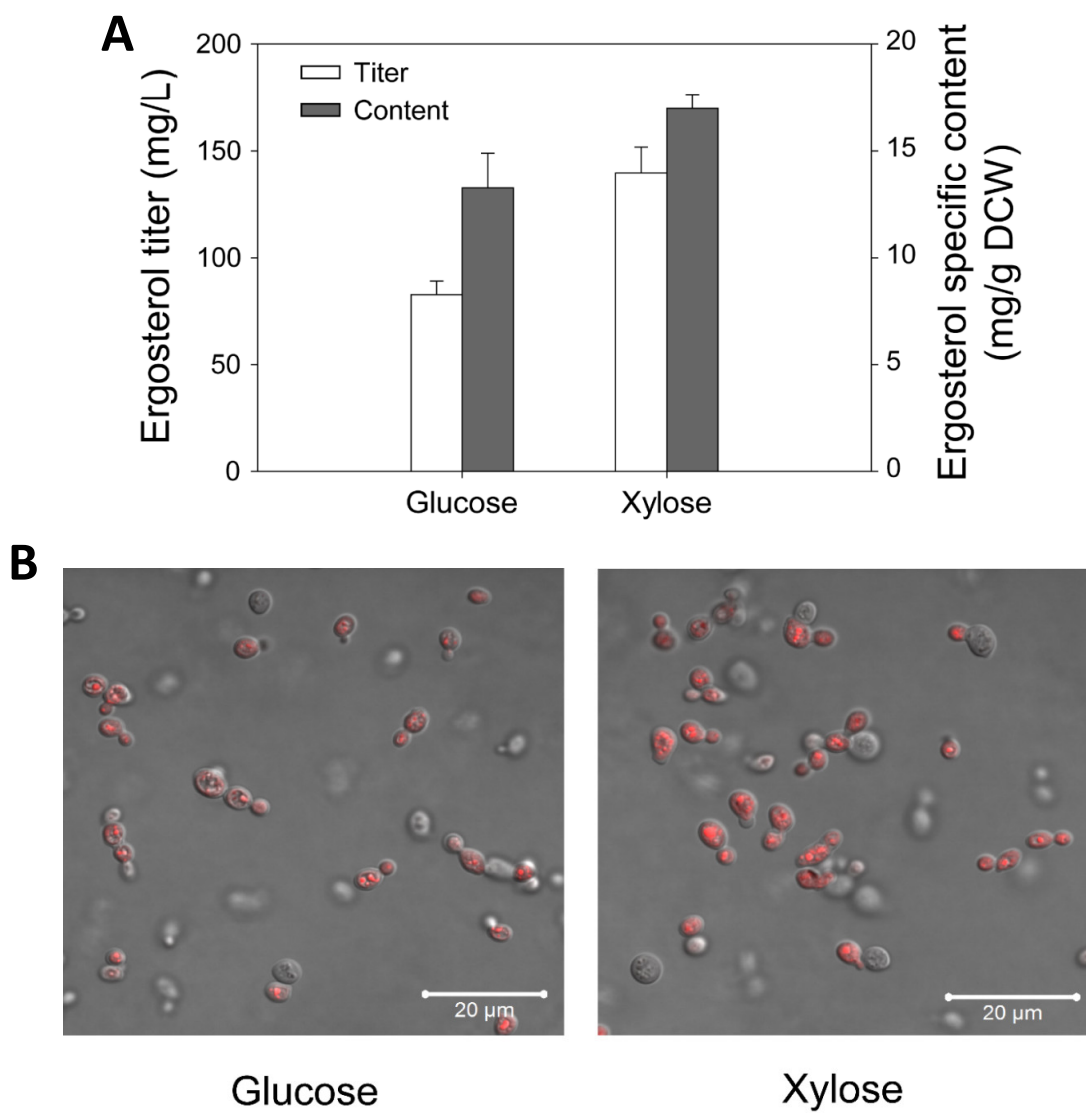 A
Ergosterol titer (mg/L)
200
150
100
50
0
Titer
Content
20
15
10
5
0
Ergosterol specific content
(mg/g DCW)
Glucose
Xylose
B
20 μm
20 μm
Glucose
Xylose